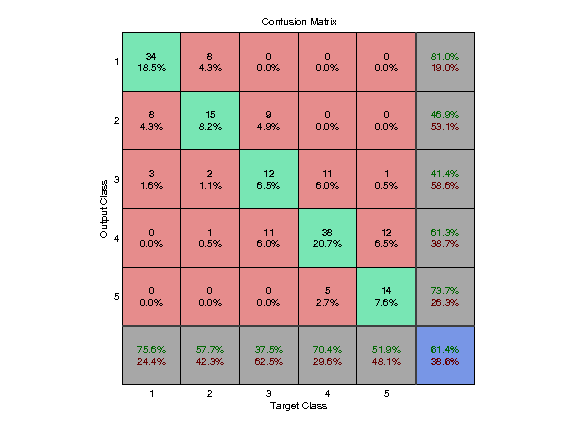 Confusion Matrix
1 34 8 0 0 0 81.0%
18.5% 4.3% 0.0% 0.0% 0.0% 19.0%
2 8 15 9 0 0 46.9%
4.3% 8.2% 4.9% 0.0% 0.0% 53.1%
3 3 2 12 11 1 41.4%
1.6% 1.1% 6.5% 6.0% 0.5% 58.6%
Output Class
4 0 1 11 38 12 61.3%
0.0% 0.5% 6.0% 20.7% 6.5% 38.7%
5 0 0 0 5 14 73.7%
0.0% 0.0% 0.0% 2.7% 7.6% 26.3%
75.6% 57.7% 37.5% 70.4% 51.9% 61.4%
24.4% 42.3% 62.5% 29.6% 48.1% 38.6%
1 2 3 4 5
Target Class